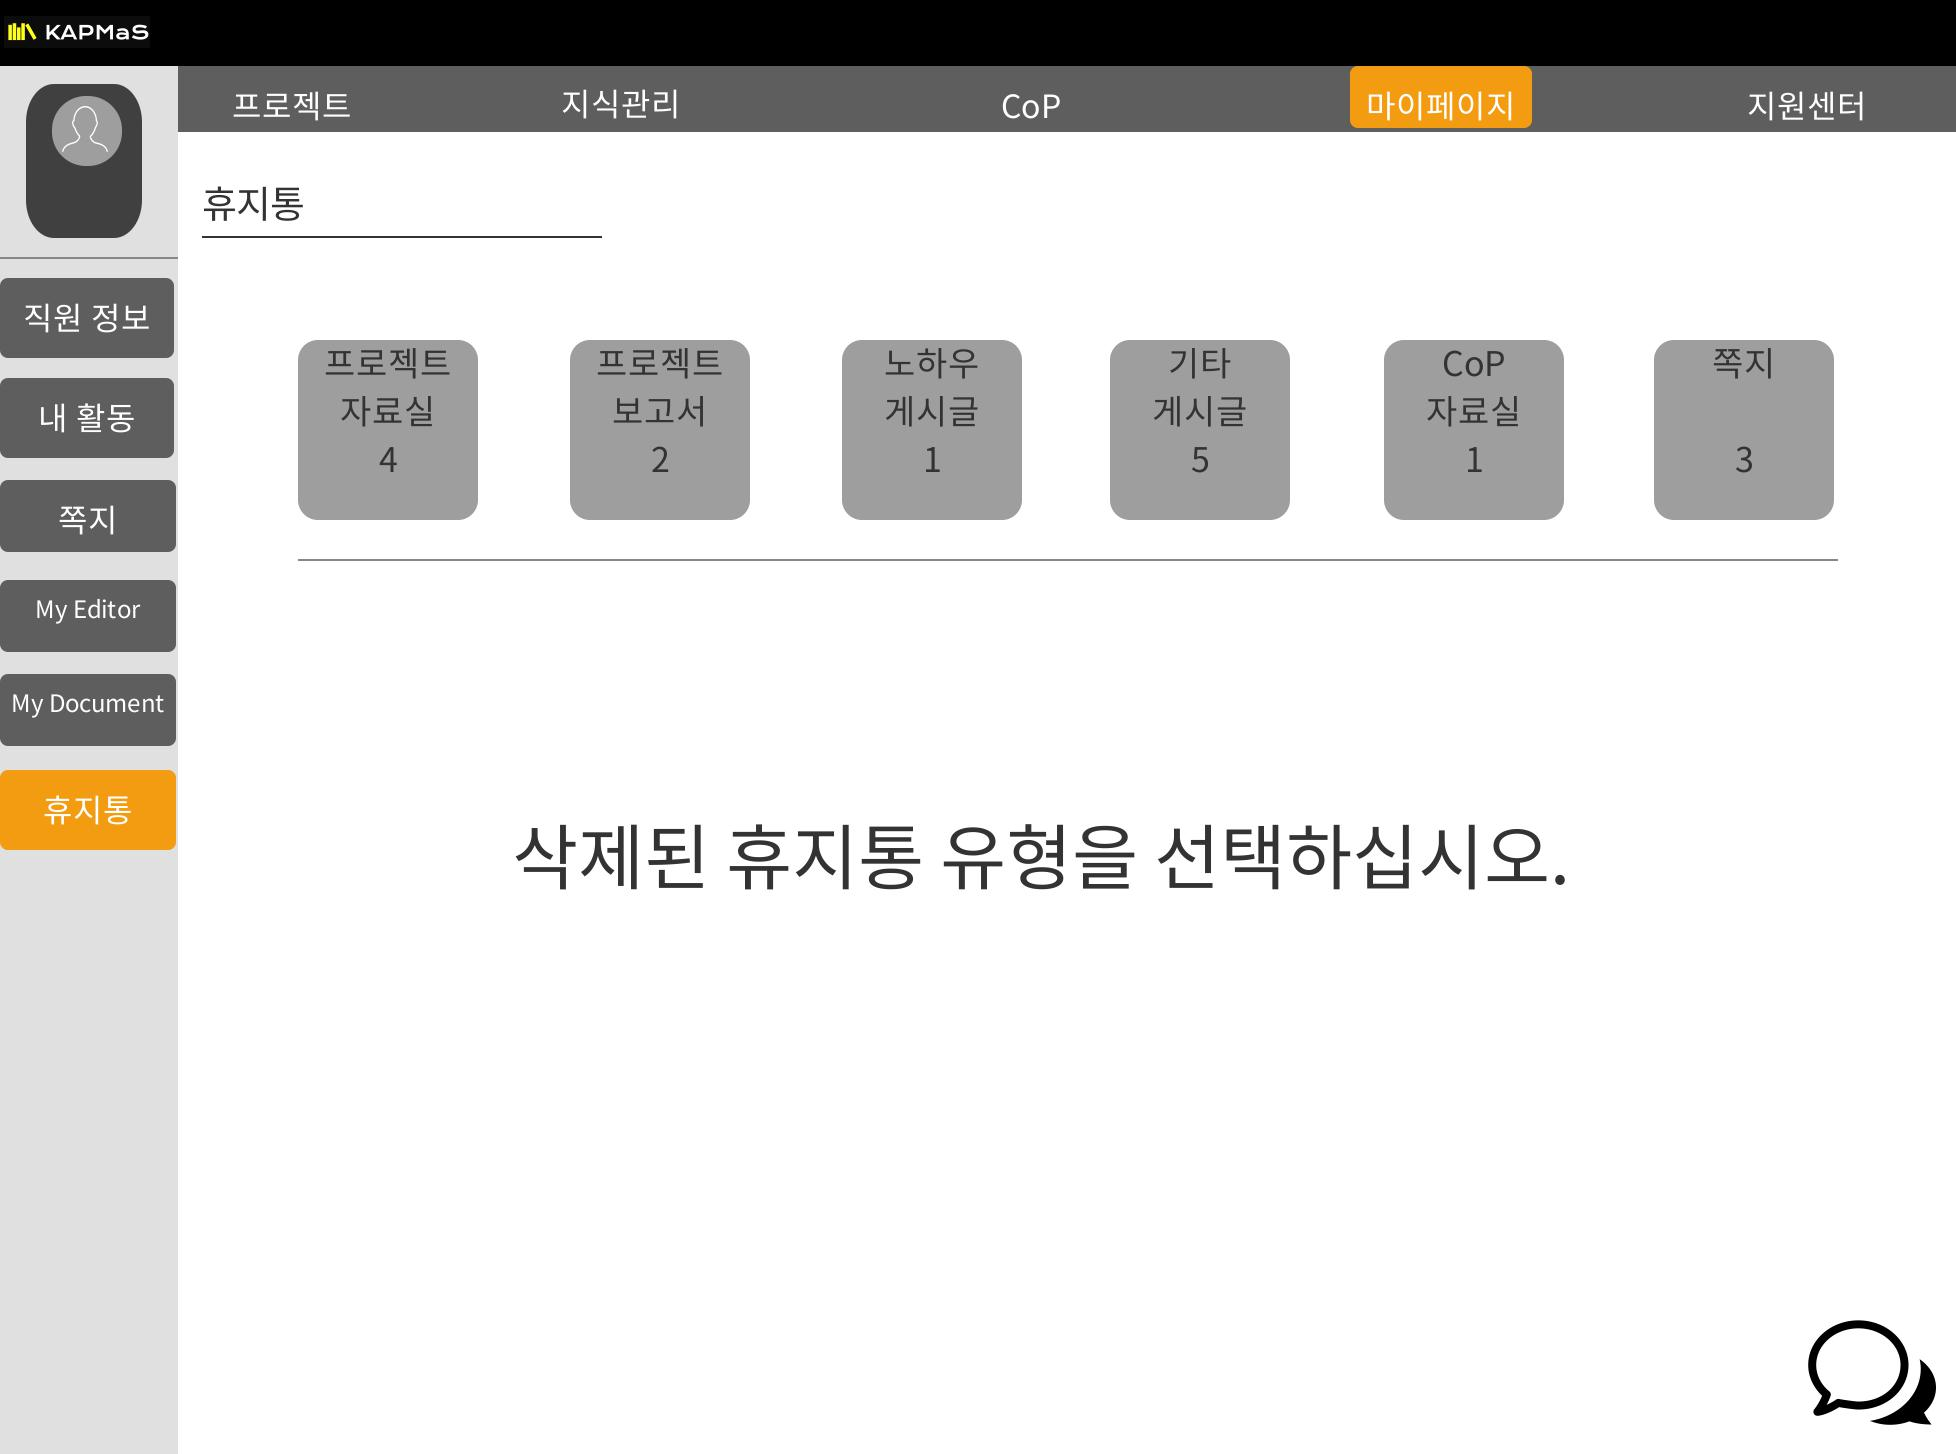 KAPMaS
프로젝트
지식관리
CoP
마이페이지
지원센터
직원 정보
내 활동
쪽지
My Editor
My Document
휴지통
휴지통
프로젝트
자료실
4
프로젝트
보고서
2
노하우
게시글
1
기타
게시글
5
CoP
자료실
1
쪽지
3
삭제된 휴지통 유형을 선택하십시오.